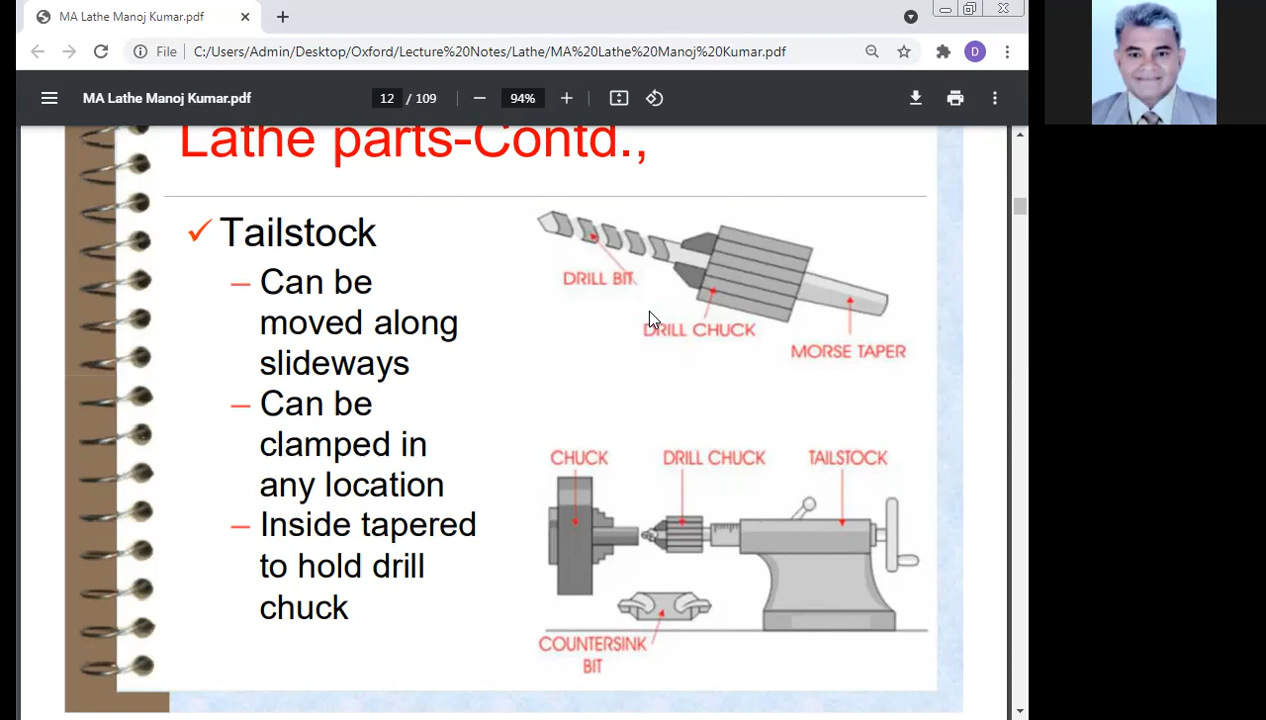 MA Lathe Manoj Kumar.pdf
File
C:/Users/Admin/Desktop/Oxford/Lecture%20Notes/Lathe/MA%20Lathe%20Manoj%20Kumar.pdf
D
MA Lathe Manoj Kumar.pdf
12 / 109
94%
Lathe parts-Contd.,
Tailstock
– Can be
moved along
slideways
– Can be
clamped in
any location
– Inside tapered
to hold drill
chuck
DRILL BIT
DRILL CHUCK
MORSE TAPER
CHUCK
DRILL CHUCK
TAILSTOCK
COUNTERSINK
BIT